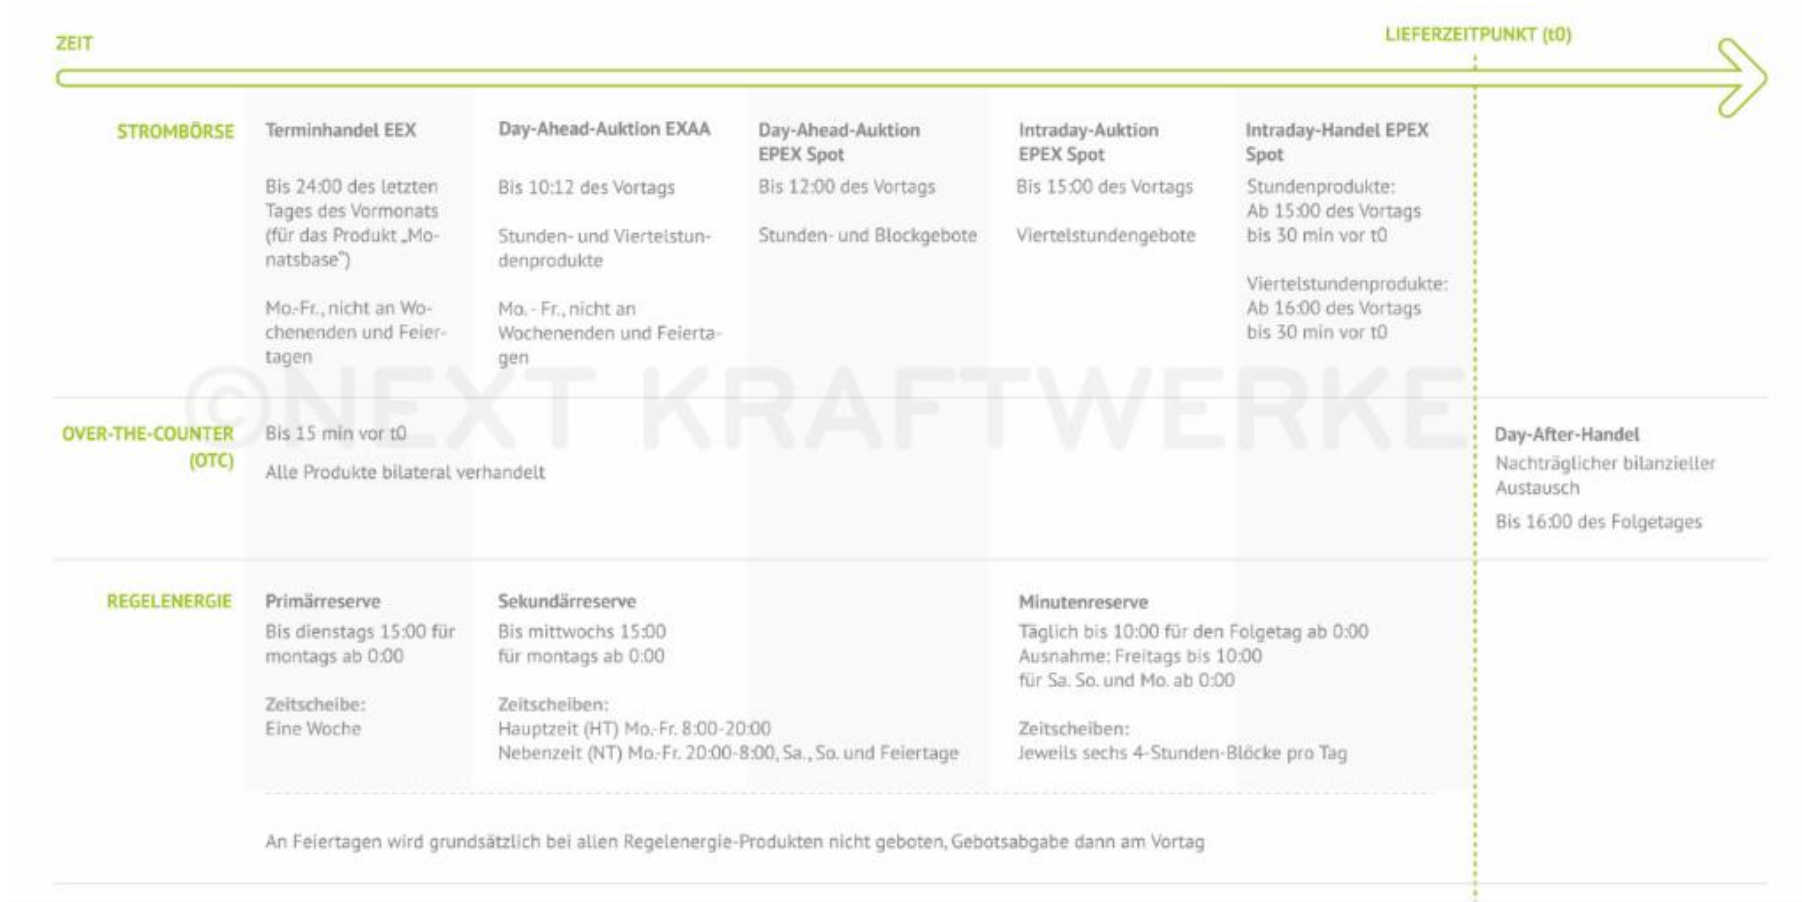 ZEIT
LIEFERZEITPUNKT (t0)
STROMBÖRSE
Terminhandel EEX
Bis 24:00 des letzten
Tages des Vormonats
(für das Produkt „Mo-
natsbase“)
Mo.-Fr., nicht an Wo-
chenenden und Feier-
tagen
Day-Ahead-Auktion EXAA
Bis 10:12 des Vortags
Stunden- und Viertelstun-
denprodukte
Mo. - Fr., nicht an
Wochenenden und Feierta-
gen
Day-Ahead-Auktion
EPEX Spot
Bis 12:00 des Vortags
Stunden- und Blockgebote
Intraday-Auktion
EPEX Spot
Bis 15:00 des Vortags
Viertelstundengebote
Intraday-Handel EPEX
Spot
Stundenprodukte:
Ab 15:00 des Vortags
bis 30 min vor t0
Viertelstundenprodukte:
Ab 16:00 des Vortags
bis 30 min vor t0
©NEXT KRAFTWERKE
OVER-THE-COUNTER
(OTC)
Bis 15 min vor t0
Alle Produkte bilateral verhandelt
Day-After-Handel
Nachträglicher bilanzieller
Austausch
Bis 16:00 des Folgetages
REGELENERGIE
Primärreserve
Bis dienstags 15:00 für
montags ab 0:00
Zeitscheibe:
Eine Woche
Sekundärreserve
Bis mittwochs 15:00
für montags ab 0:00
Zeitscheiben:
Hauptzeit (HT) Mo.-Fr. 8:00-20:00
Nebenzeit (NT) Mo.-Fr. 20:00-8:00, Sa., So. und Feiertage
Minutenreserve
Täglich bis 10:00 für den Folgetag ab 0:00
Ausnahme: Freitags bis 10:00
für Sa. So. und Mo. ab 0:00
Zeitscheiben:
Jeweils sechs 4-Stunden-Blöcke pro Tag
An Feiertagen wird grundsätzlich bei allen Regelenergie-Produkten nicht geboten, Gebotsabgabe dann am Vortag